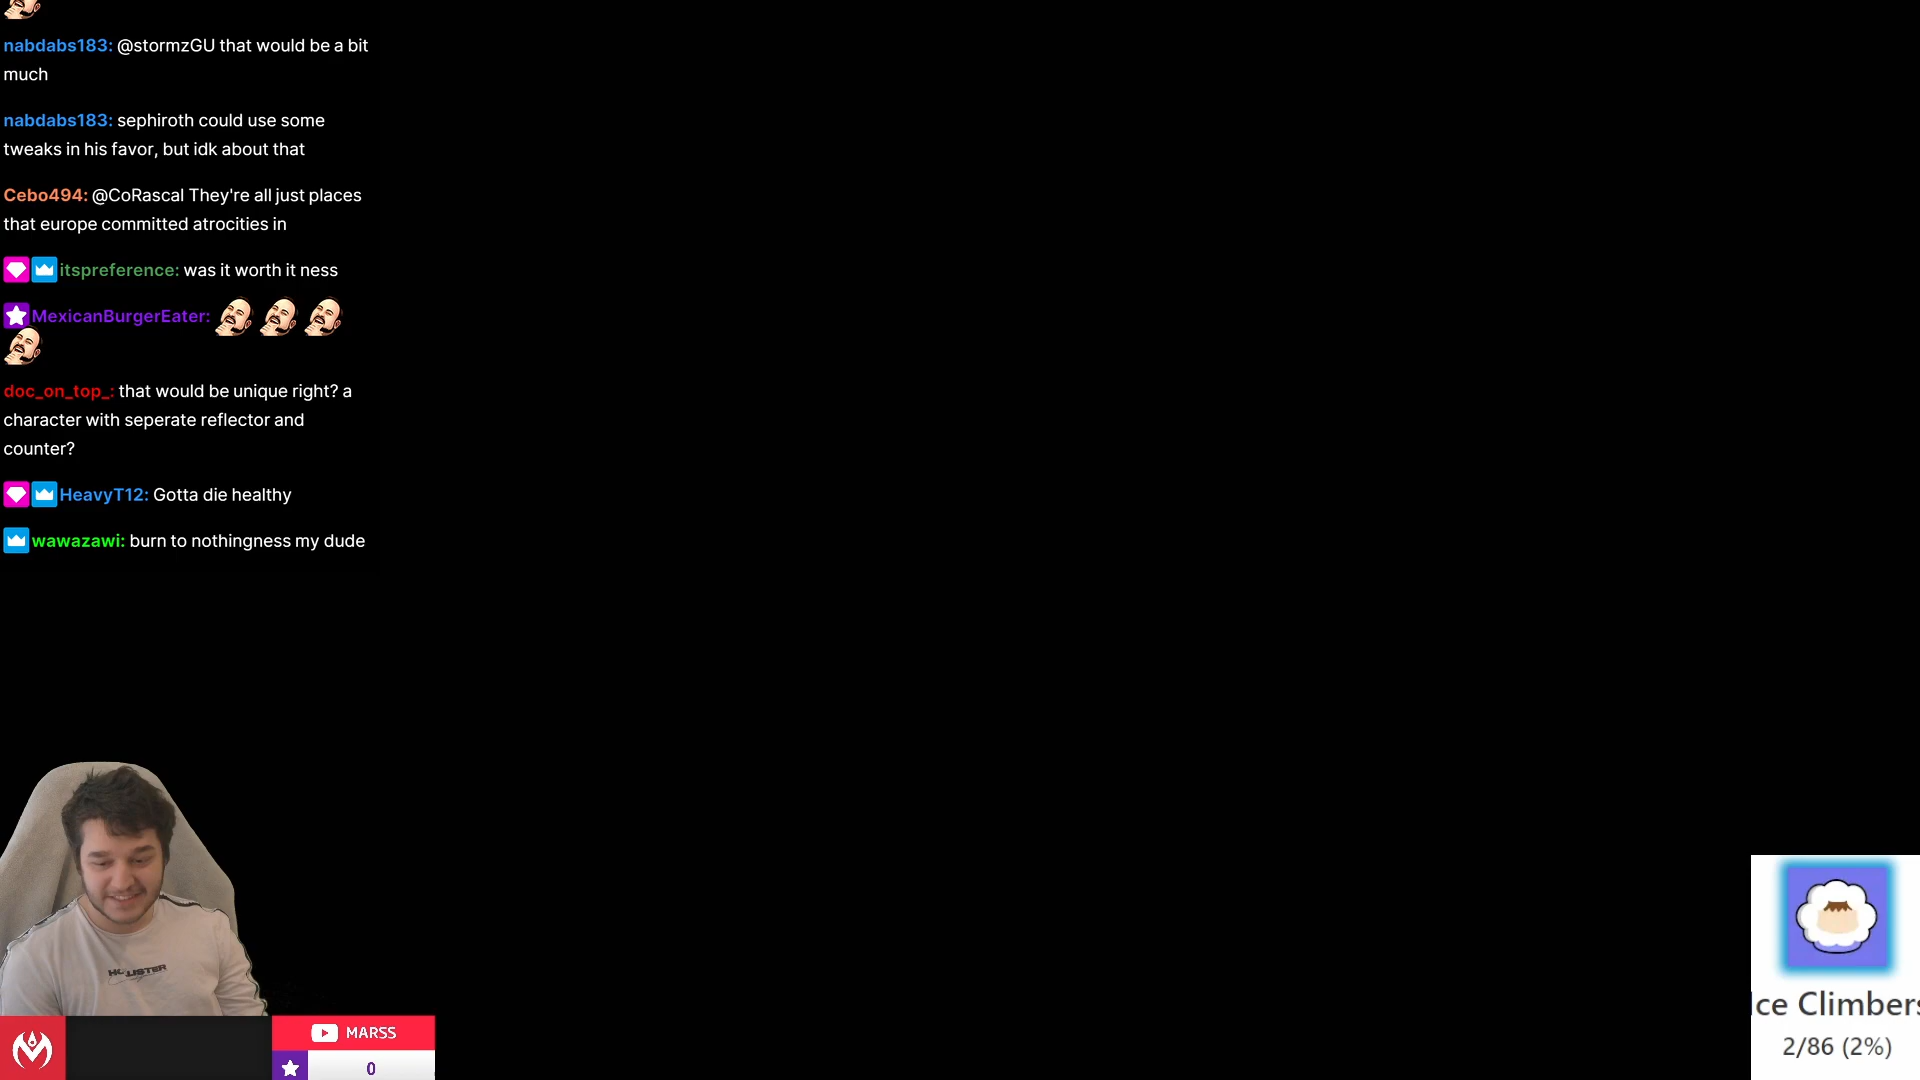 nabdabs183: @stormzGU that would be a bit
much
nabdabs183: sephiroth could use some
tweaks in his favor, but idk about that
Cebo494: @CoRascal They're all just places
that europe committed atrocities in
itspreference: was it worth it ness
MexicanBurgerEater:
doc_on_top_: that would be unique right? a
character with seperate reflector and
counter?
HeavyT12: Gotta die healthy
wawazawi: burn to nothingness my dude
HOLLISTER
MARSS
0
Ice Climbers
2/86 (2%)